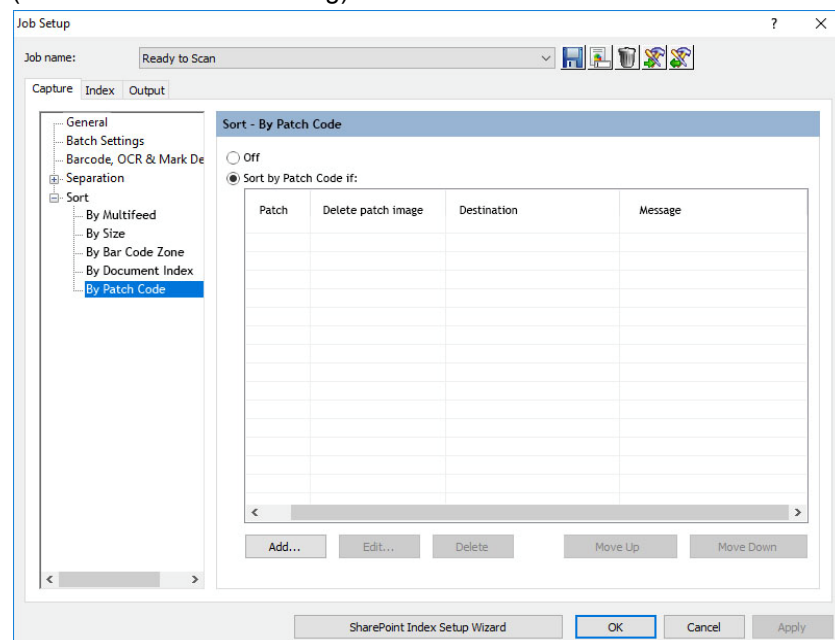 Job Setup ? X
Job name: Ready to Scan
Capture Index Output
General
Batch Settings
Barcode, OCR & Mark De
Separation
Sort
By Multifeed
By Size
By Bar Code Zone
By Document Index
By Patch Code
Sort - By Patch Code
Off
Sort by Patch Code if:
Patch Delete patch image Destination Message
Add... Edit... Delete Move Up Move Down
SharePoint Index Setup Wizard OK Cancel Apply